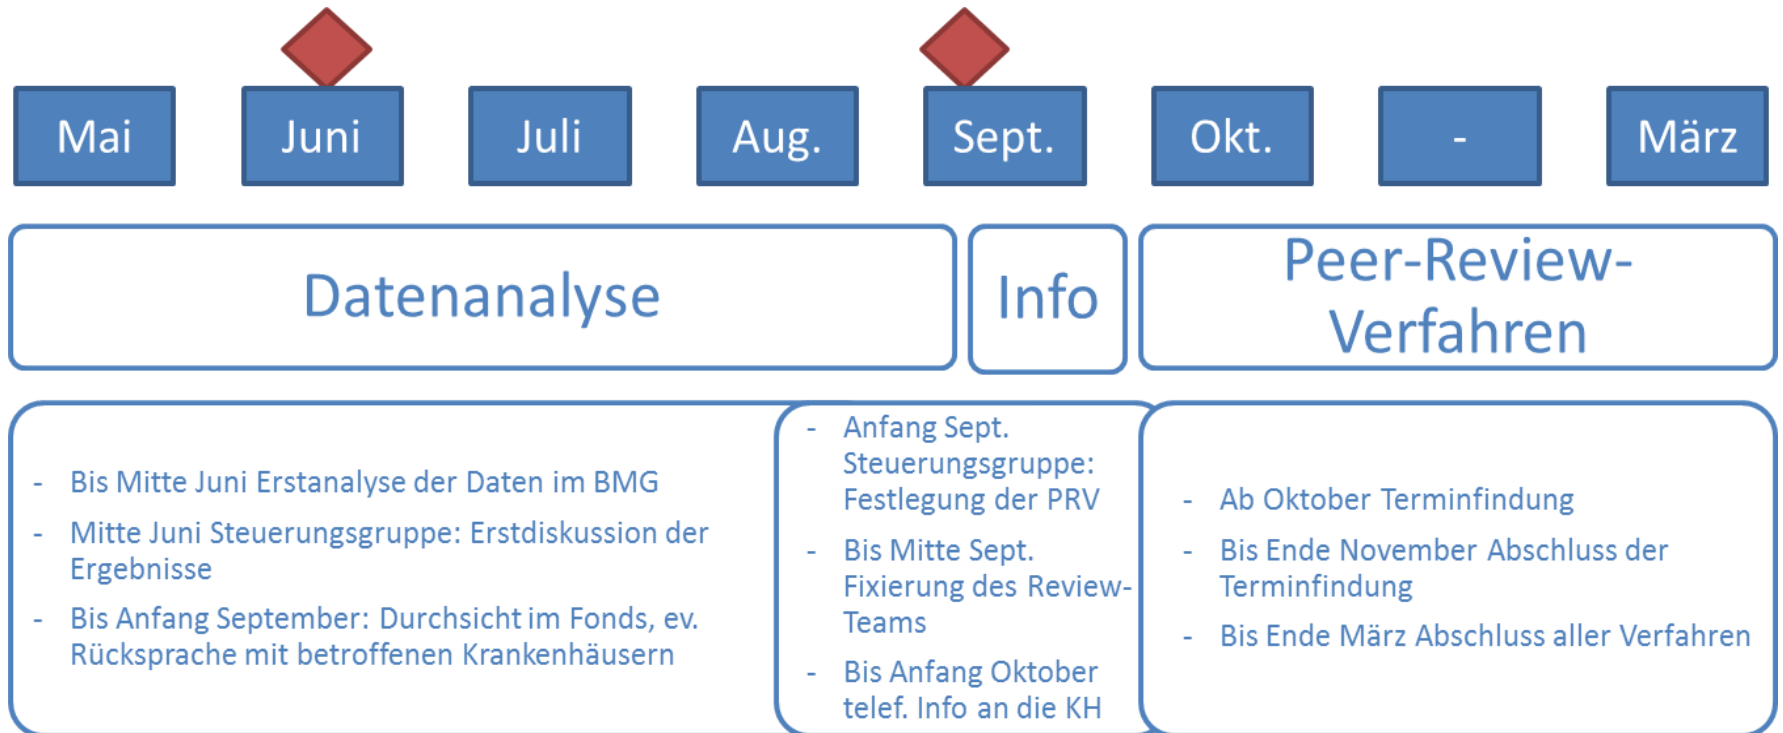 Mai
Juni
Juli
Aug.
Sept.
Okt.
-
März
Datenanalyse
Info
Peer-Review-
Verfahren
- Bis Mitte Juni Erstanalyse der Daten im BMG
- Mitte Juni Steuerungsgruppe: Erstdiskussion der
Ergebnisse
- Bis Anfang September: Durchsicht im Fonds, ev.
Rücksprache mit betroffenen Krankenhäusern
- Anfang Sept.
Steuerungsgruppe:
Festlegung der PRV
- Bis Mitte Sept.
Fixierung des Review-
Teams
- Bis Anfang Oktober
telef. Info an die KH
- Ab Oktober Terminfindung
- Bis Ende November Abschluss der
Terminfindung
- Bis Ende März Abschluss aller Verfahren